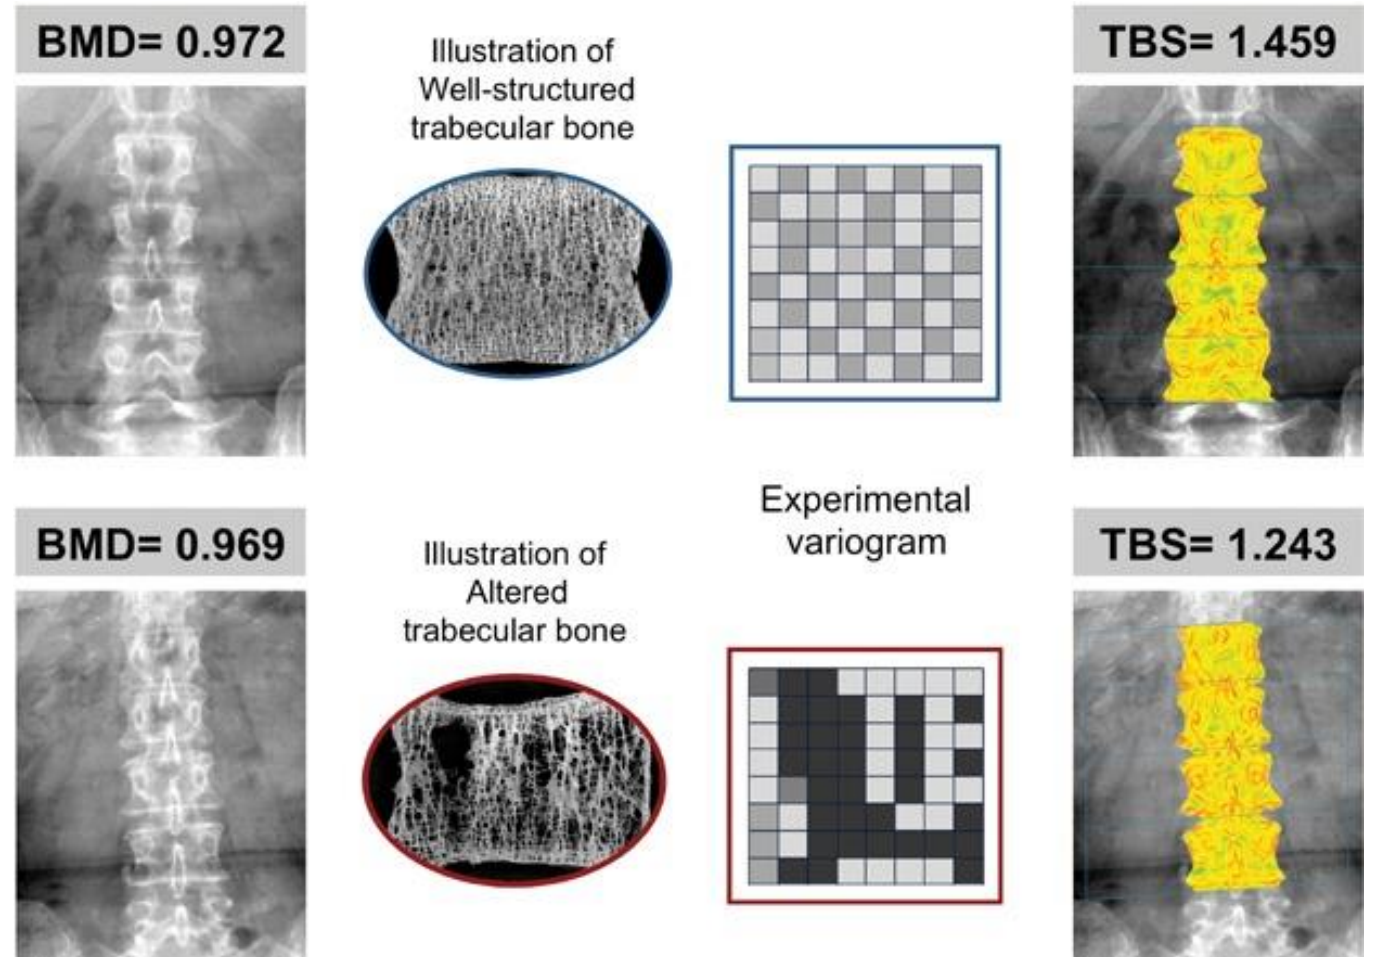 BMD= 0.972
Illustration of
Well-structured
trabecular bone
TBS= 1.459
Experimental
variogram
BMD= 0.969
Illustration of
Altered
trabecular bone
TBS= 1.243